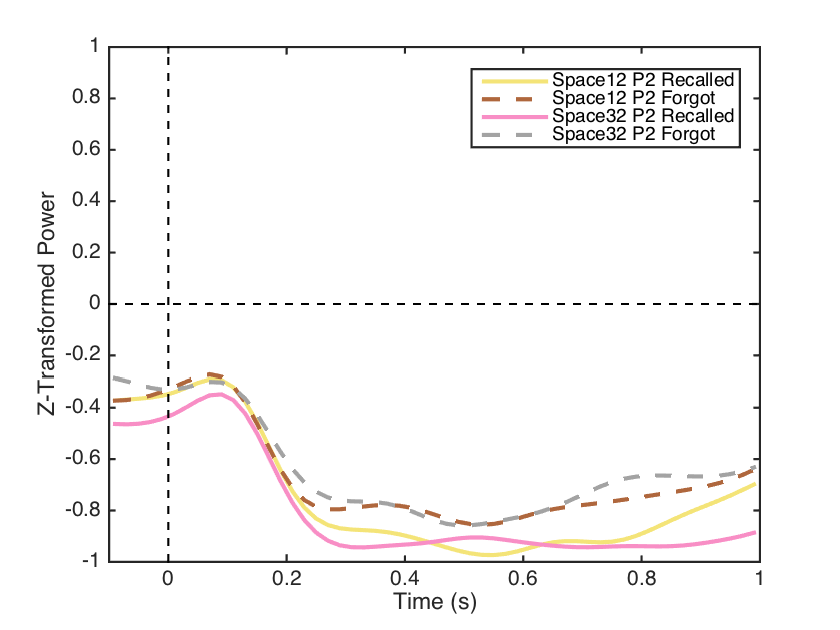 1
0.8
0.6
0.4
0.2
0
-0.2
-0.4
-0.6
-0.8
-1
Z-Transformed Power
Space12 P2 Recalled
Space12 P2 Forgot
Space32 P2 Recalled
Space32 P2 Forgot
0 0.2 0.4 0.6 0.8 1
Time (s)